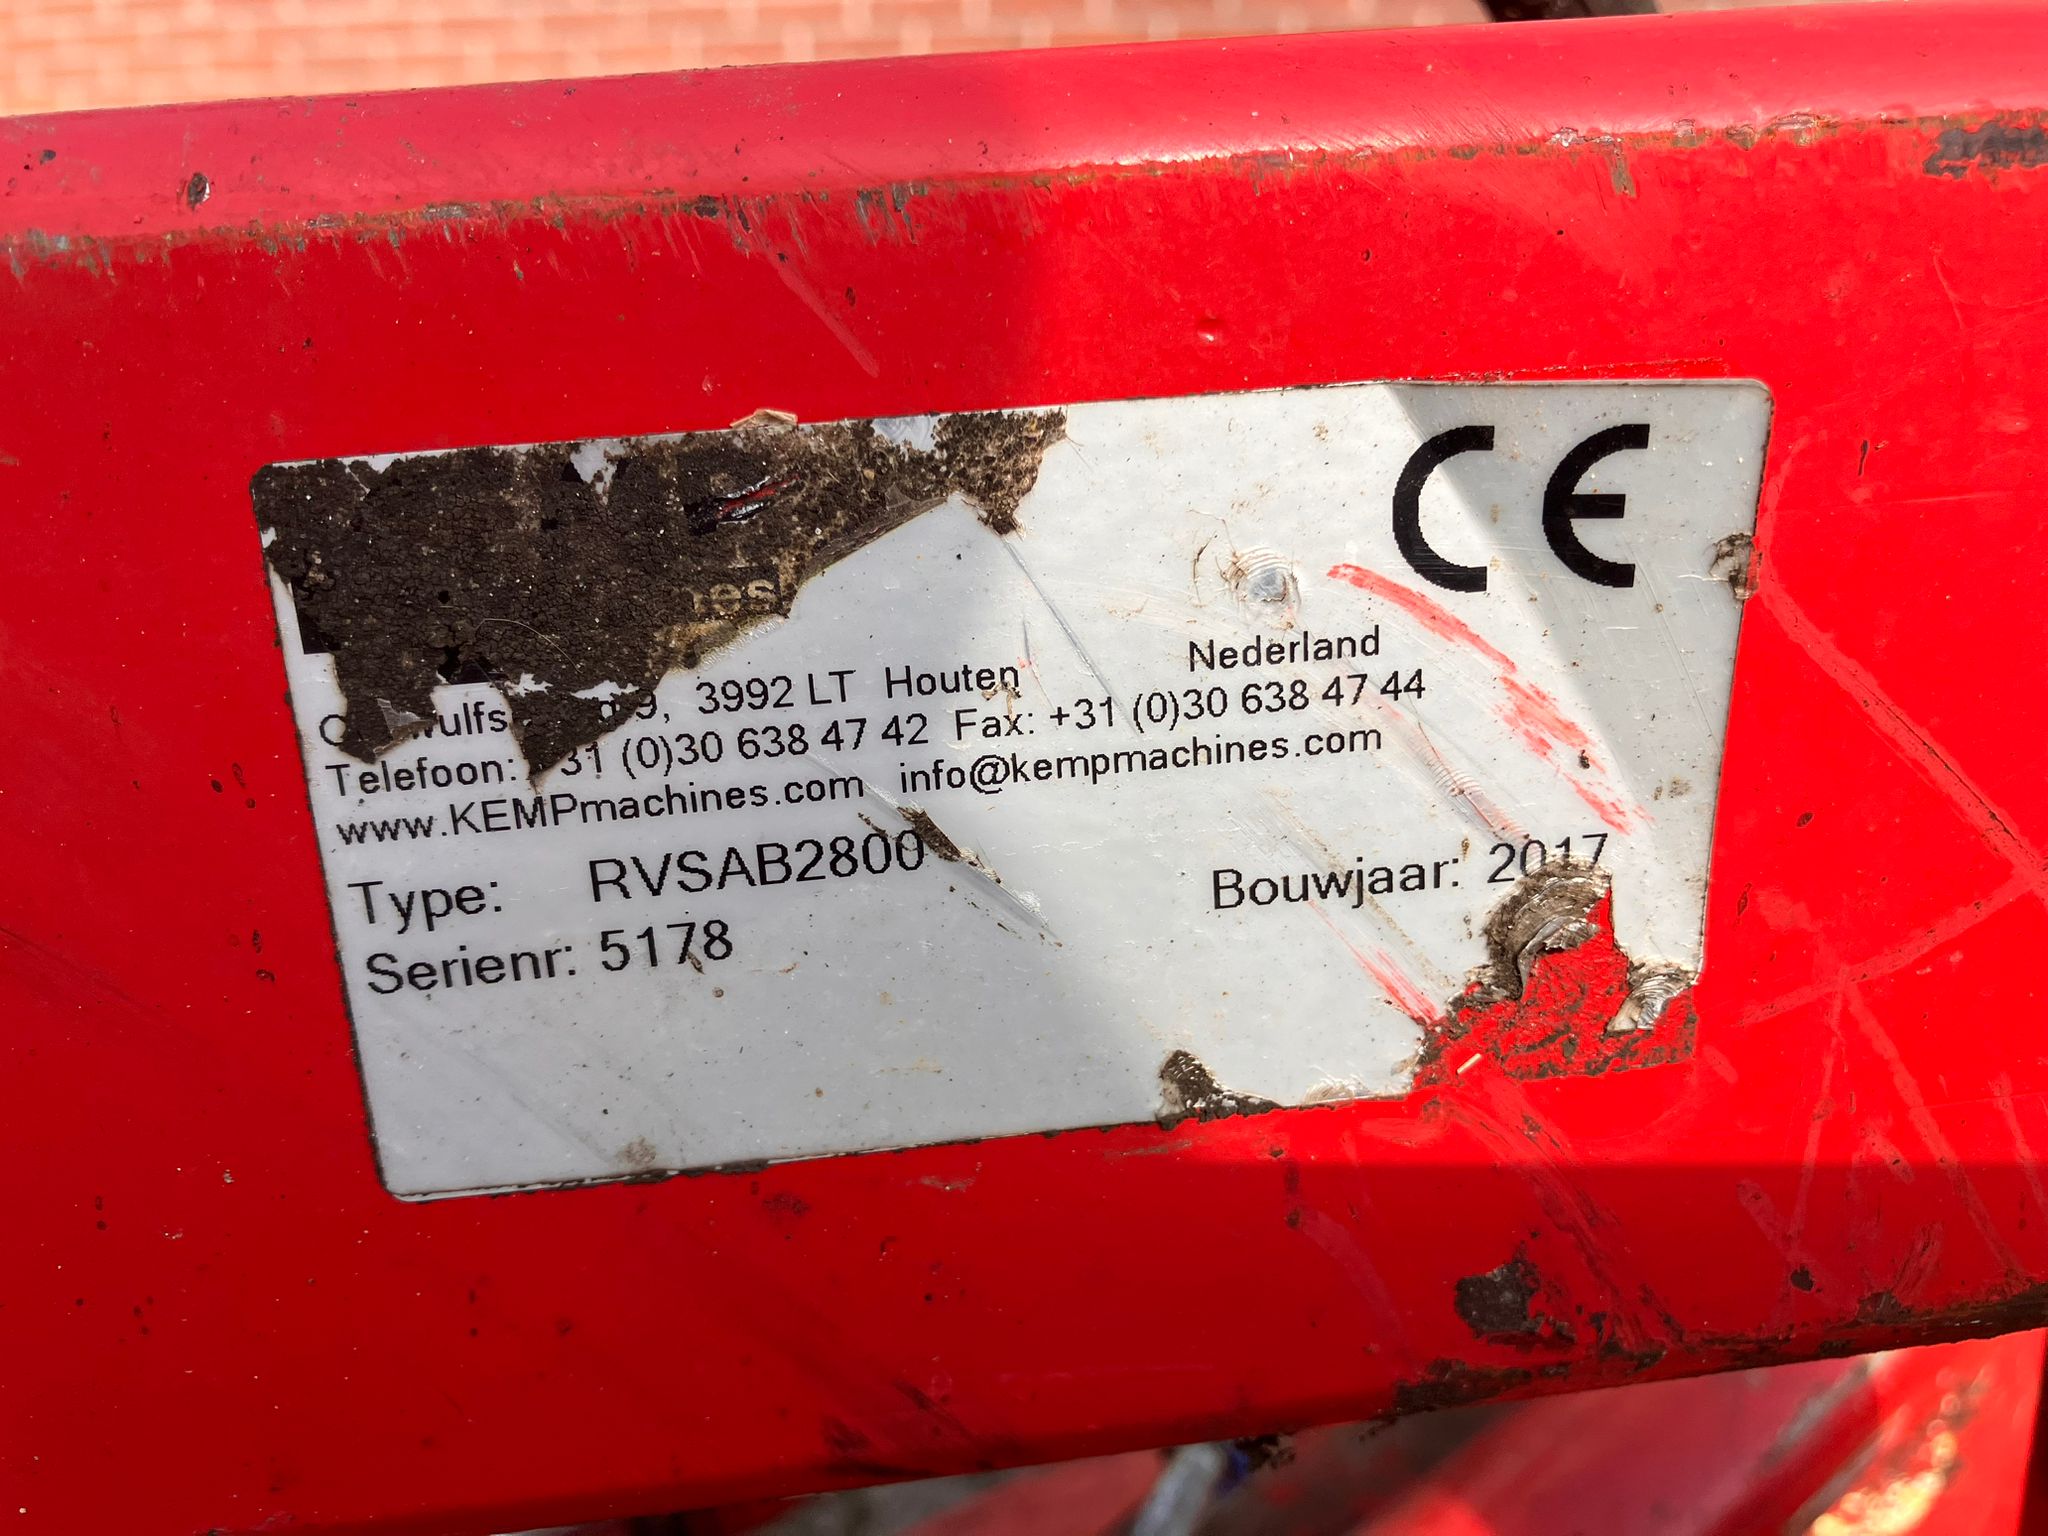 CE
9, 3992 LT Houten Nederland
Telefoon: +31 (0)30 638 47 42 Fax: +31 (0)30 638 47 44
www.KEMPmachines.com info@kempmachines.com
Type: RVSAB2800 Bouwjaar: 2017
Serienr: 5178